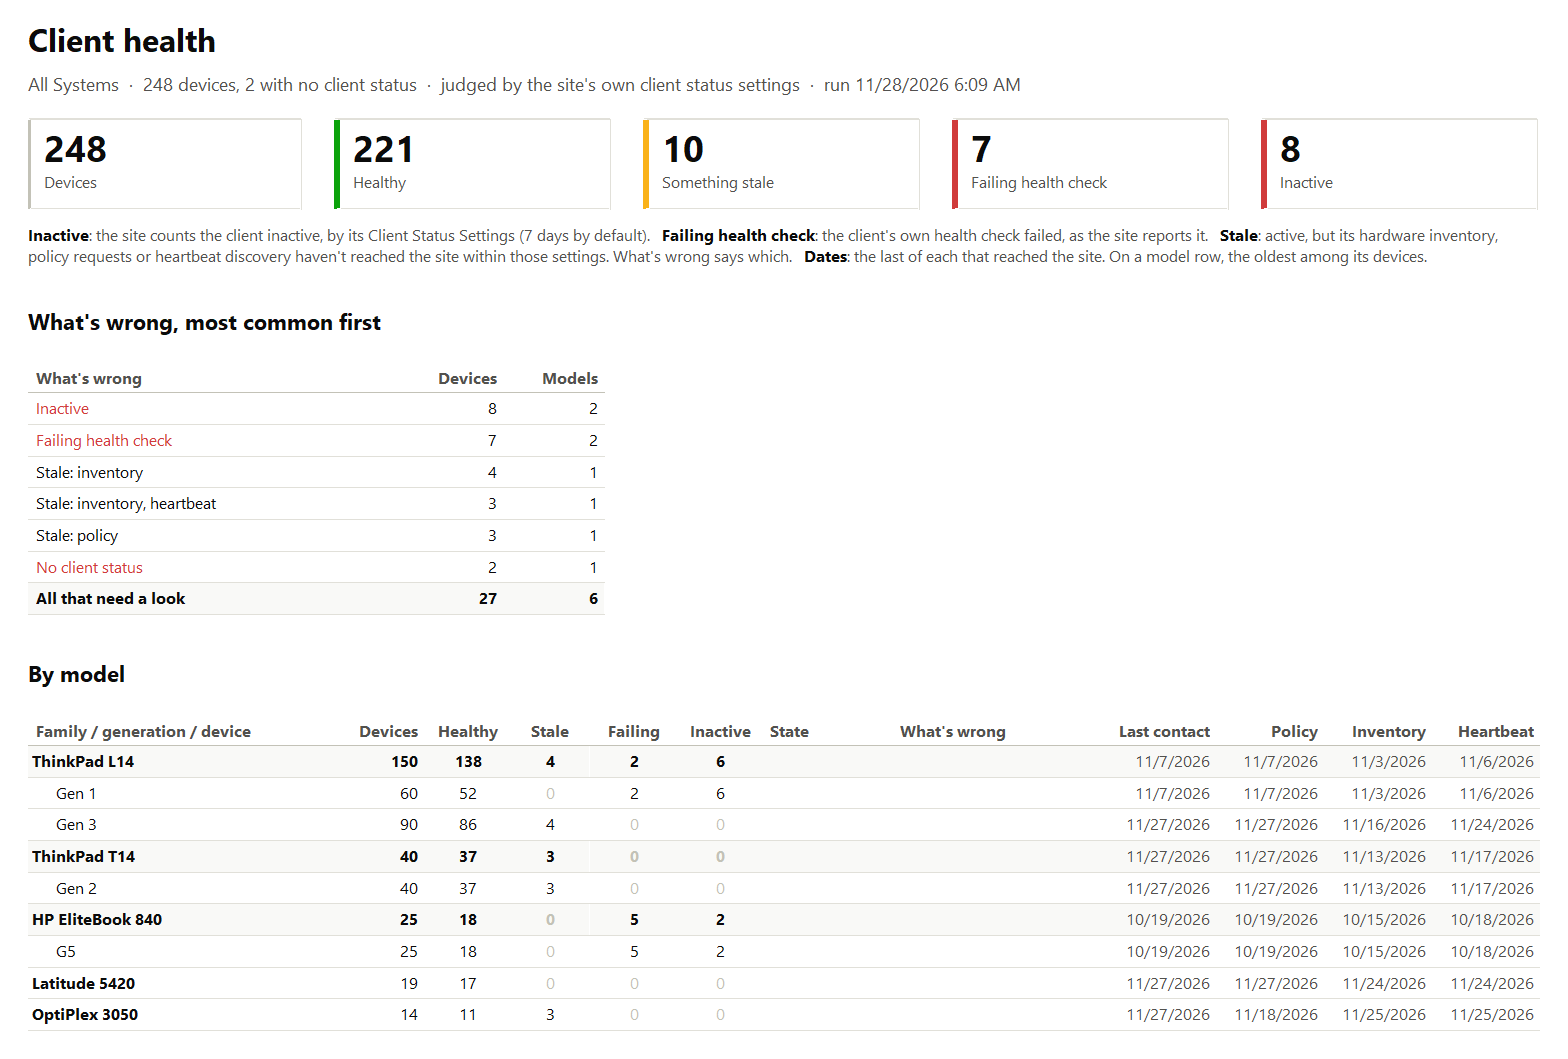 Client health
All Systems · 248 devices, 2 with no client status · judged by the site's own client status settings · run 11/28/2026 6:09 AM
248 221 10 7 8
Devices Healthy Something stale Failing health check Inactive
Inactive: the site counts the client inactive, by its Client Status Settings (7 days by default). Failing health check: the client's own health check failed, as the site reports it. Stale: active, but its hardware inventory,
policy requests or heartbeat discovery haven't reached the site within those settings. What's wrong says which. Dates: the last of each that reached the site. On a model row, the oldest among its devices.
What's wrong, most common first
What's wrong Devices Models
Inactive 8 2
Failing health check 7 2
Stale: inventory 4 1
Stale: inventory, heartbeat 3 1
Stale: policy 3 1
No client status 2 1
All that need a look 27 6
By model
Family / generation / device Devices Healthy Stale Failing Inactive State What's wrong Last contact Policy Inventory Heartbeat
ThinkPad L14 150 138 4 2 6 11/7/2026 11/7/2026 11/3/2026 11/6/2026
Gen 1 60 52 0 2 6 11/7/2026 11/7/2026 11/3/2026 11/6/2026
Gen 3 90 86 4 0 0 11/27/2026 11/27/2026 11/16/2026 11/24/2026
ThinkPad T14 40 37 3 0 0 11/27/2026 11/27/2026 11/13/2026 11/17/2026
Gen 2 40 37 3 0 0 11/27/2026 11/27/2026 11/13/2026 11/17/2026
HP EliteBook 840 25 18 0 5 2 10/19/2026 10/19/2026 10/15/2026 10/18/2026
G5 25 18 0 5 2 10/19/2026 10/19/2026 10/15/2026 10/18/2026
Latitude 5420 19 17 0 0 0 11/27/2026 11/27/2026 11/24/2026 11/24/2026
OptiPlex 3050 14 11 3 0 0 11/27/2026 11/18/2026 11/25/2026 11/25/2026